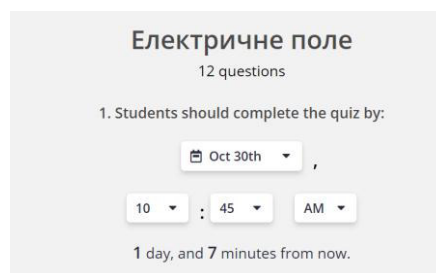 Електричне поле
12 questions
1. Students should complete the quiz by:
Oct 30th ,
10 : 45 AM
1 day, and 7 minutes from now.